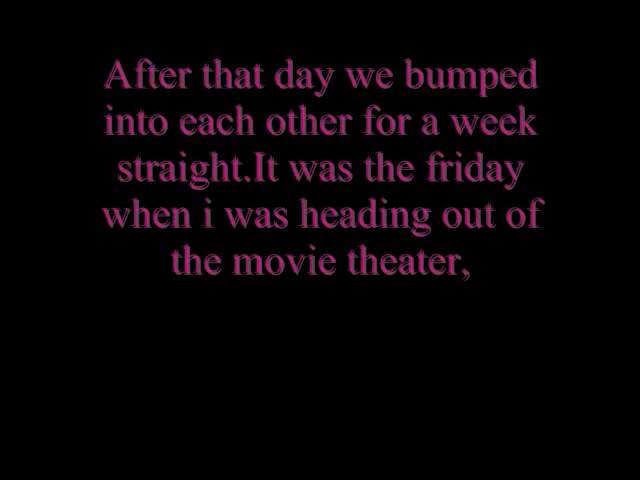 After that day we bumped
into each other for a week
straight.It was the friday
when i was heading out of
the movie theater,